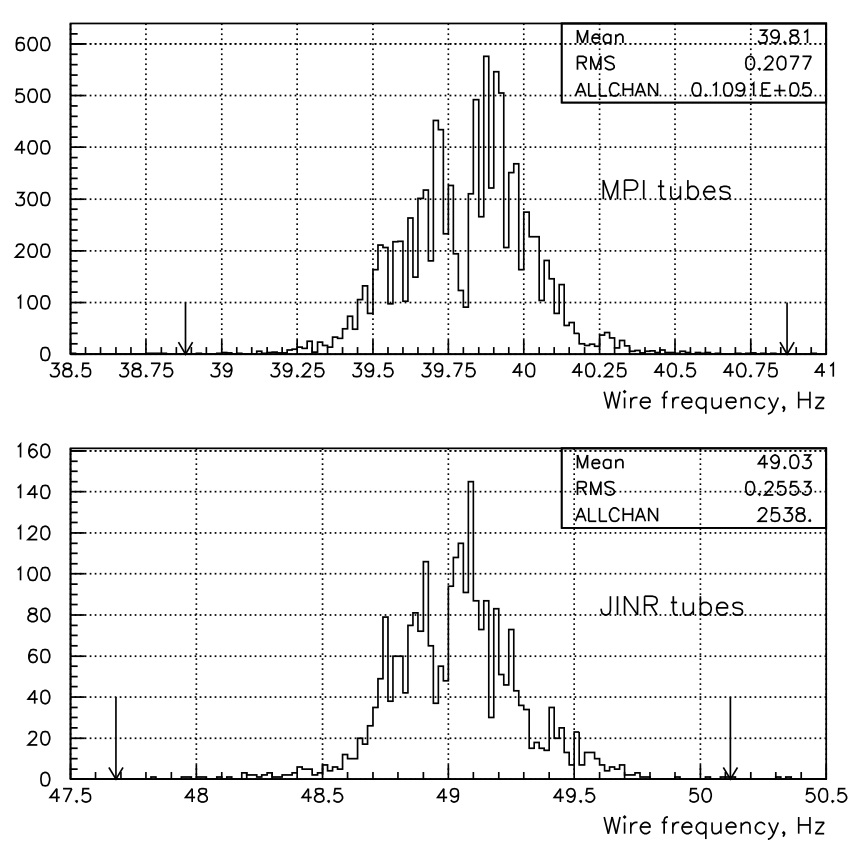 600
500
400
300
200
100
0
Mean 39.81
RMS 0.2077
ALLCHAN 0.1091E+05
MPI tubes
38.5 38.75 39 39.25 39.5 39.75 40 40.25 40.5 40.75 41
Wire frequency, Hz
160
140
120
100
80
60
40
20
0
Mean 49.03
RMS 0.2553
ALLCHAN 2538.
JINR tubes
47.5 48 48.5 49 49.5 50 50.5
Wire frequency, Hz